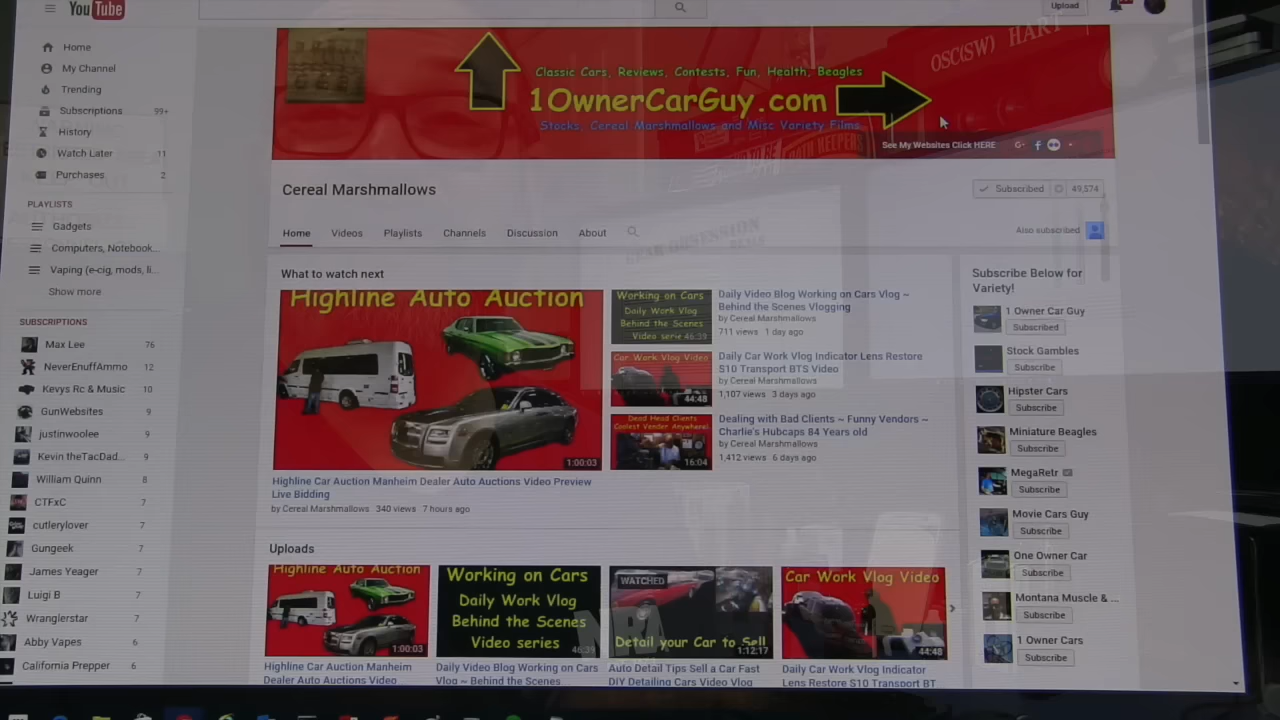 YouTube
Upload
Home
My Channel
Trending
Subscriptions 99+
History
Watch Later 11
Purchases 2
PLAYLISTS
Gadgets
Computers, Notebook...
Vaping (e-cig, mods, li...
Show more
SUBSCRIPTIONS
Max Lee 76
NeverEnuffAmmo 12
Kevys Rc & Music 10
GunWebsites 9
justinwoolee 9
Kevin theTacDad... 9
William Quinn 8
CTFxC 7
cutlerylover 7
Gungeek 7
James Yeager 7
Luigi B 7
Wranglerstar 7
Abby Vapes 6
California Prepper 6
OSC(SW) HART
Classic Cars, Reviews, Contests, Fun, Health, Beagles
1OwnerCarGuy.com
Stocks, Cereal Marshmallows and Misc Variety Films
See My Websites Click HERE
Cereal Marshmallows
Subscribed 49,574
Home Videos Playlists Channels Discussion About
Also subscribed
What to watch next
Highline Auto Auction
1:00:03
Highline Car Auction Manheim Dealer Auto Auctions Video Preview
Live Bidding
by Cereal Marshmallows 340 views 7 hours ago
Working on Cars
Daily Work Vlog
Behind the Scenes
Video serie 46:39
Daily Video Blog Working on Cars Vlog ~
Behind the Scenes Vlogging
by Cereal Marshmallows
711 views 1 day ago
Car Work Vlog Video
44:48
Daily Car Work Vlog Indicator Lens Restore
S10 Transport BTS Video
by Cereal Marshmallows
1,107 views 3 days ago
Dead Head Clients
Coolest Vender Anywhere!
16:04
Dealing with Bad Clients ~ Funny Vendors ~
Charlie's Hubcaps 84 Years old
by Cereal Marshmallows
1,412 views 6 days ago
Uploads
Highline Auto Auction
1:00:03
Highline Car Auction Manheim
Dealer Auto Auctions Video
Working on Cars
Daily Work Vlog
Behind the Scenes
Video series 46:39
Daily Video Blog Working on Cars
Vlog ~ Behind the Scenes
WATCHED
Detail your Car to Sell
1:12:17
Auto Detail Tips Sell a Car Fast
DIY Detailing Cars Video Vlog
Car Work Vlog Video
44:48
Daily Car Work Vlog Indicator
Lens Restore S10 Transport BT
NRA
Subscribe Below for
Variety!
1 Owner Car Guy
Subscribed
Stock Gambles
Subscribe
Hipster Cars
Subscribe
Miniature Beagles
Subscribe
MegaRetr
Subscribe
Movie Cars Guy
Subscribe
One Owner Car
Subscribe
Montana Muscle & ...
Subscribe
1 Owner Cars
Subscribe